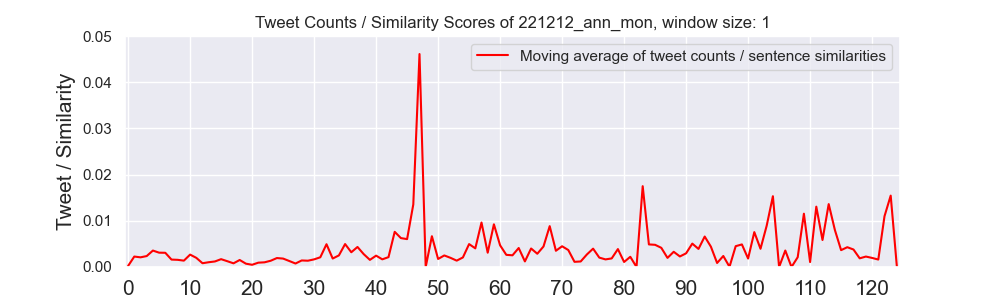 Tweet Counts / Similarity Scores of 221212_ann_mon, window size: 1
0.05
Moving average of tweet counts / sentence similarities
0.04
0.03
0.02
0.01
0.00
Tweet / Similarity
0 10 20 30 40 50 60 70 80 90 100 110 120